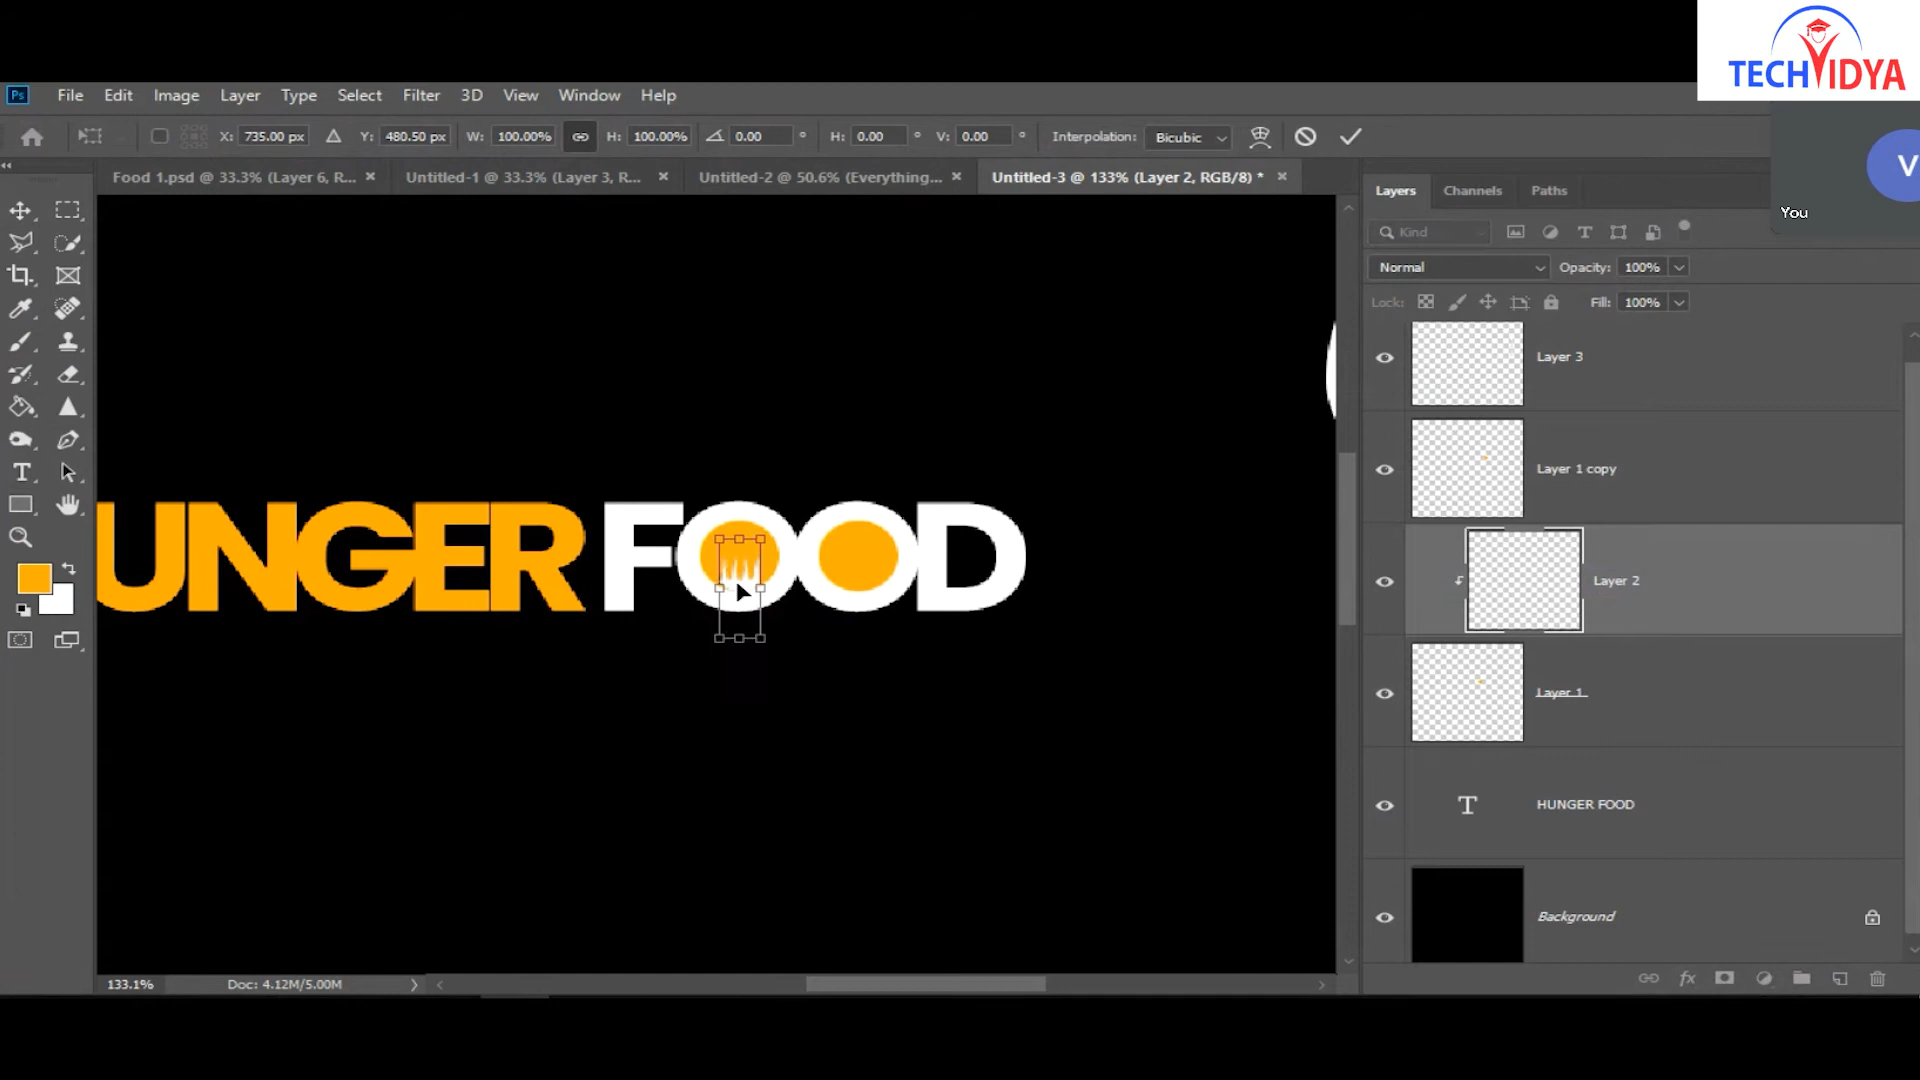 TECHVIDYA
Ps File Edit Image Layer Type Select Filter 3D View Window Help
X: 735.00 px Y: 480.50 px W: 100.00% H: 100.00% 0.00 ° H: 0.00 ° V: 0.00 ° Interpolation: Bicubic
V
You
Food 1.psd @ 33.3% (Layer 6, R... × Untitled-1 @ 33.3% (Layer 3, R... × Untitled-2 @ 50.6% (Everything... × Untitled-3 @ 133% (Layer 2, RGB/8) * ×
Layers Channels Paths
Kind
Normal Opacity: 100%
Lock: Fill: 100%
Layer 3
Layer 1 copy
UNGER FOOD
Layer 2
Layer 1
T HUNGER FOOD
Background
133.1% Doc: 4.12M/5.00M
fx